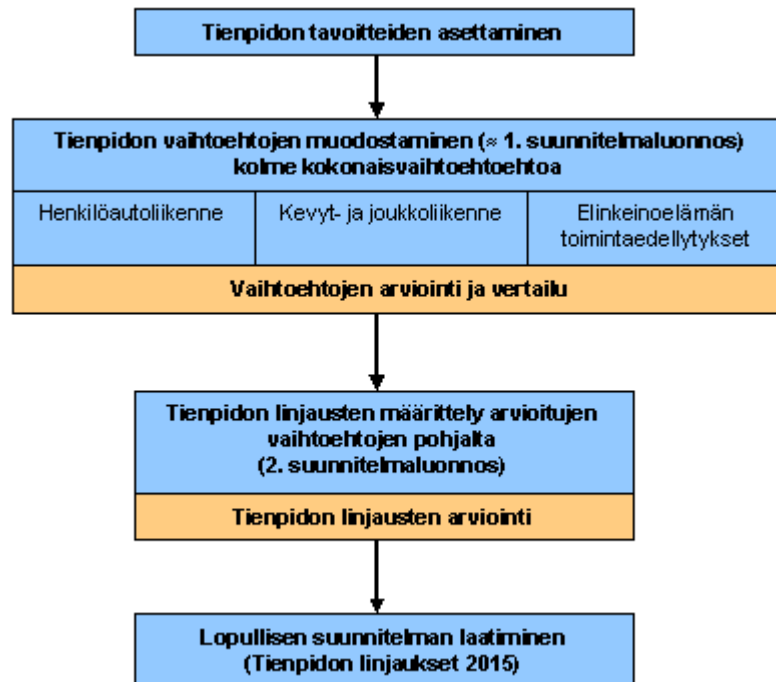 Tienpidon tavoitteiden asettaminen
Tienpidon vaihtoehtojen muodostaminen (≈ 1. suunnitelmaluonnos)
kolme kokonaisvaihtoehtoehtoa
Henkilöautoliikenne
Kevyt- ja joukkoliikenne
Elinkeinoelämän
toimintaedellytykset
Vaihtoehtojen arviointi ja vertailu
Tienpidon linjausten määrittely arvioitujen
vaihtoehtojen pohjalta
(2. suunnitelmaluonnos)
Tienpidon linjausten arviointi
Lopullisen suunnitelman laatiminen
(Tienpidon linjaukset 2015)